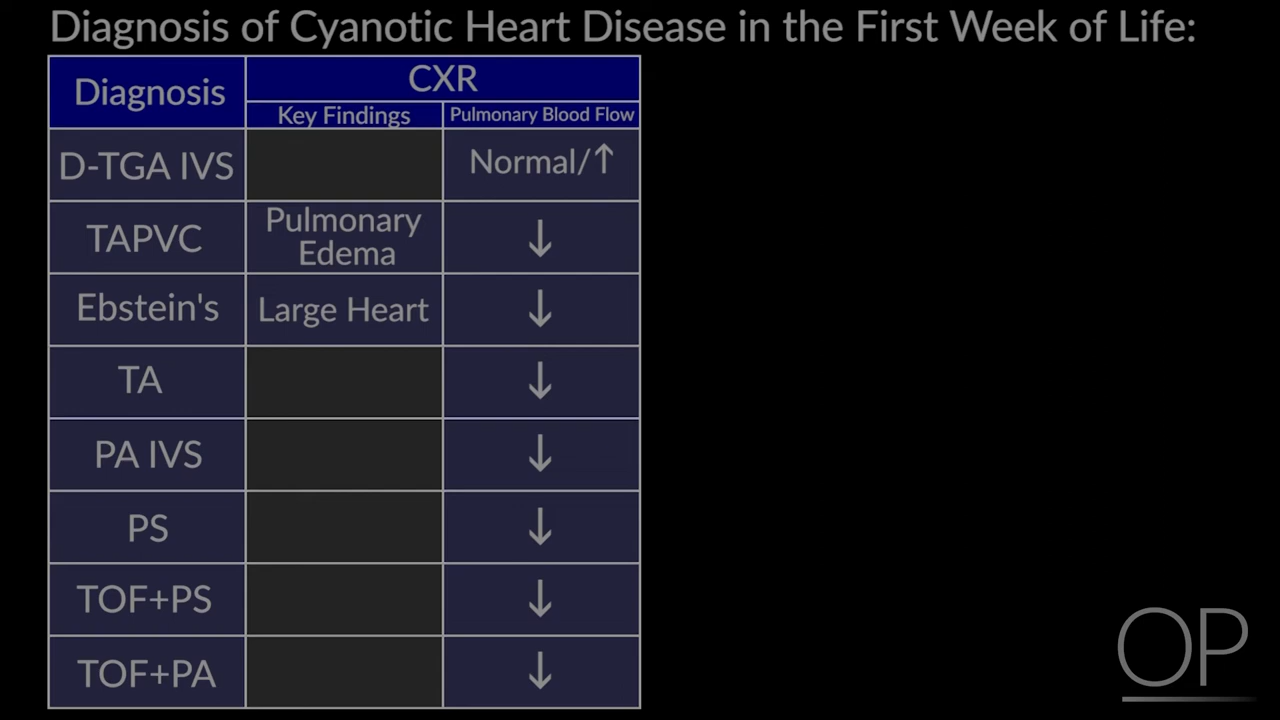 Diagnosis of Cyanotic Heart Disease in the First Week of Life:
Diagnosis
CXR
Key Findings
Pulmonary Blood Flow
D-TGA IVS
Normal/↑
TAPVC
Pulmonary
Edema
↓
Ebstein's
Large Heart
↓
TA
↓
PA IVS
↓
PS
↓
TOF+PS
↓
TOF+PA
↓
OP